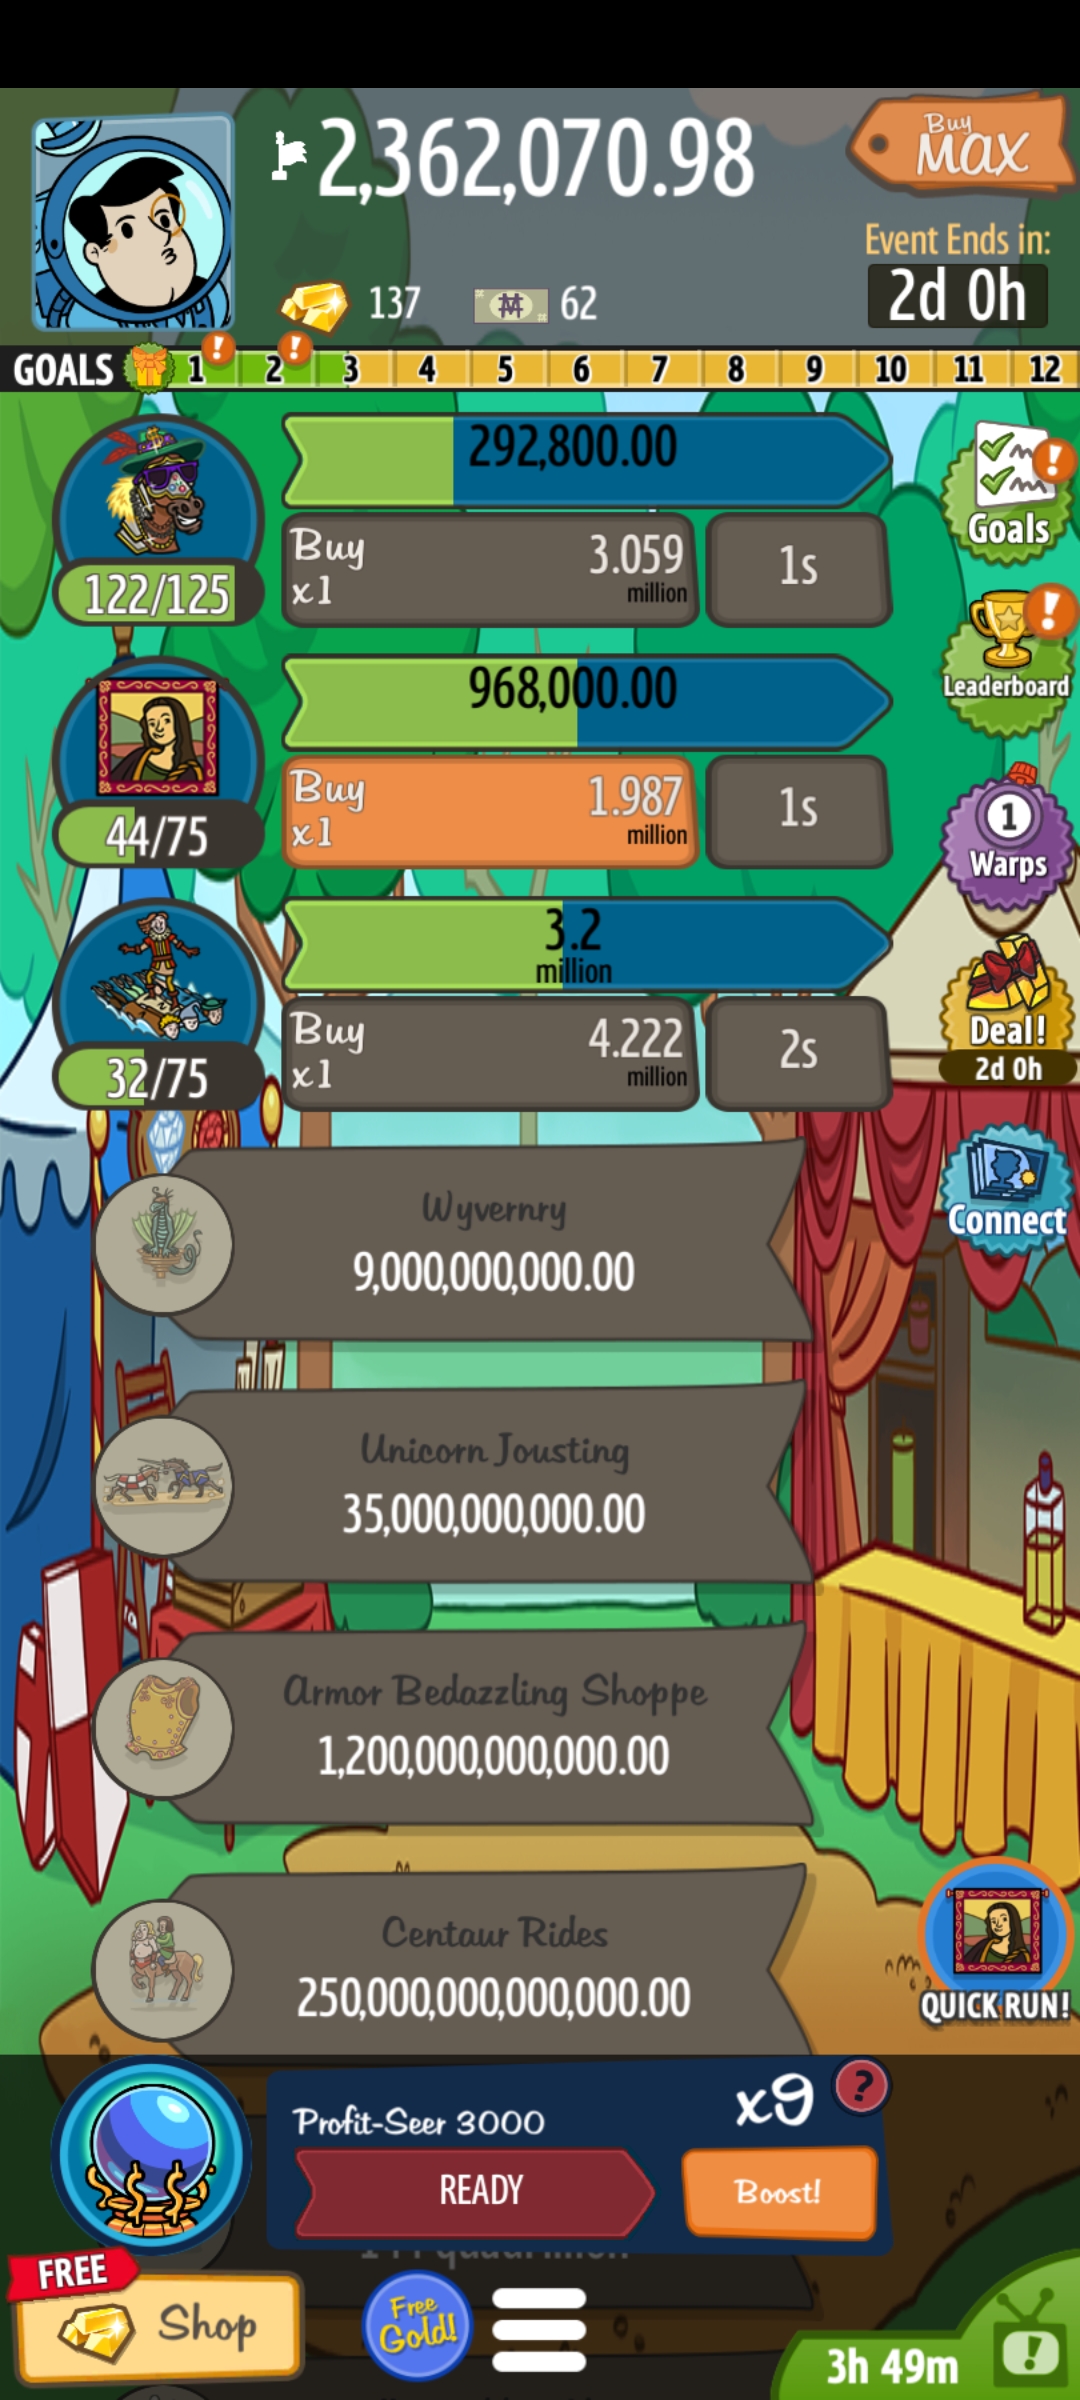 2,362,070.98
Buy
MAX
Event Ends in:
2d 0h
137
62
GOALS 1 ! 2 ! 3 4 5 6 7 8 9 10 11 12
292,800.00
Buy
x1
3.059
million
1s
122/125
!
Goals
968,000.00
Buy
x1
1.987
million
1s
44/75
!
Leaderboard
1
Warps
3.2
million
Buy
x1
4.222
million
2s
32/75
Deal!
2d 0h
Connect
Wyvernry
9,000,000,000.00
Unicorn Jousting
35,000,000,000.00
Armor Bedazzling Shoppe
1,200,000,000,000.00
Centaur Rides
250,000,000,000,000.00
QUICK RUN!
Profit-Seer 3000
x9
?
READY
Boost!
FREE
Shop
Free
Gold!
3h 49m
!